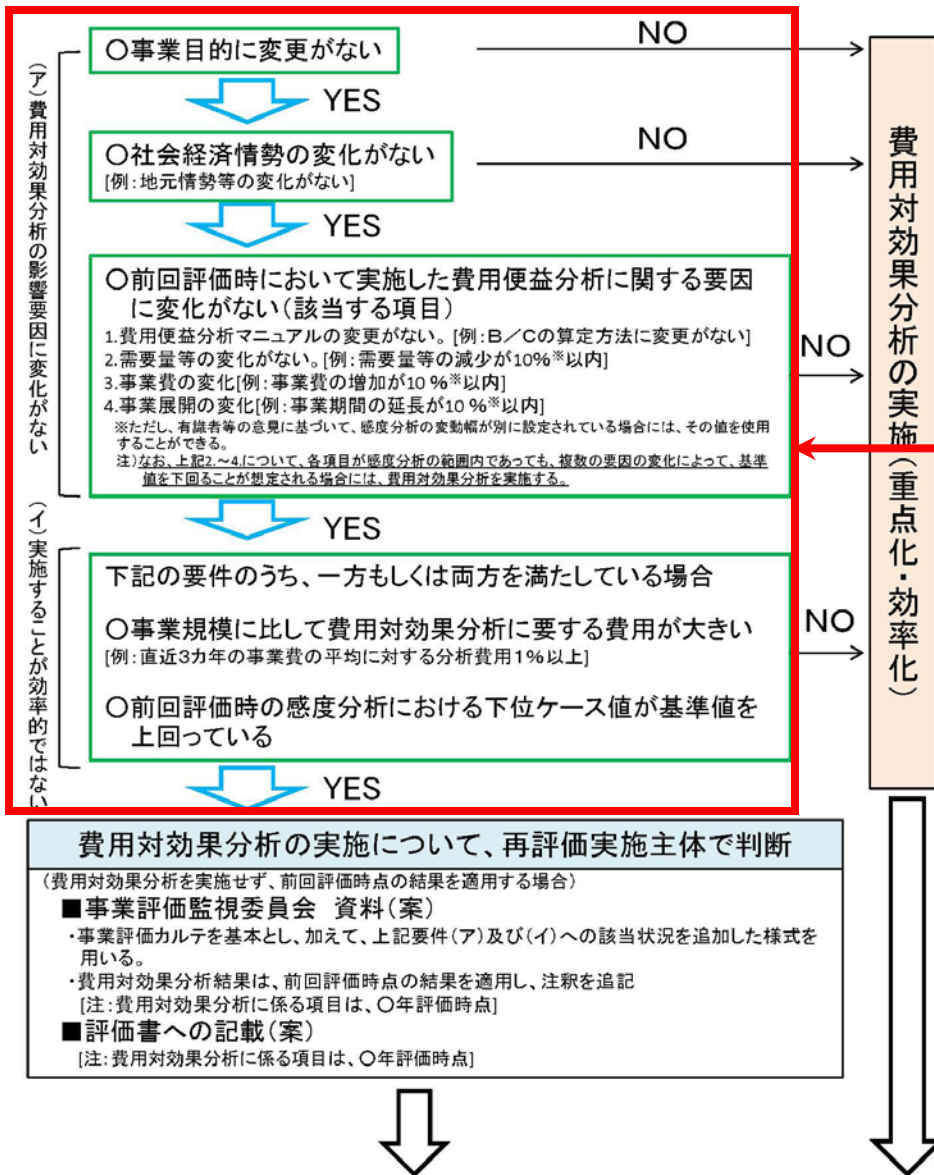 (ア)費用対効果分析の影響要因に変化がない
〇事業目的に変更がない
NO
YES
〇社会経済情勢の変化がない
[例:地元情勢等の変化がない]
NO
YES
〇前回評価時において実施した費用便益分析に関する要因
に変化がない(該当する項目)
1.費用便益分析マニュアルの変更がない。[例:B/Cの算定方法に変更がない]
2.需要量等の変化がない。[例:需要量等の減少が10%※以内]
3.事業費の変化[例:事業費の増加が10%※以内]
4.事業展開の変化[例:事業期間の延長が10%※以内]
※ただし、有識者等の意見に基づいて、感度分析の変動幅が別に設定されている場合には、その値を使用
することができる。
注)なお、上記2.~4.について、各項目が感度分析の範囲内であっても、複数の要因の変化によって、基準
値を下回ることが想定される場合には、費用対効果分析を実施する。
NO
YES
(イ)実施することが効率的ではない
下記の要件のうち、一方もしくは両方を満たしている場合
〇事業規模に比して費用対効果分析に要する費用が大きい
[例:直近3カ年の事業費の平均に対する分析費用1%以上]
〇前回評価時の感度分析における下位ケース値が基準値を
上回っている
NO
YES
費用対効果分析の実施(重点化・効率化)
費用対効果分析の実施について、再評価実施主体で判断
(費用対効果分析を実施せず、前回評価時点の結果を適用する場合)
■事業評価監視委員会 資料(案)
・事業評価カルテを基本とし、加えて、上記要件(ア)及び(イ)への該当状況を追加した様式を
用いる。
・費用対効果分析結果は、前回評価時点の結果を適用し、注釈を追記
[注:費用対効果分析に係る項目は、〇年評価時点]
■評価書への記載(案)
[注:費用対効果分析に係る項目は、〇年評価時点]